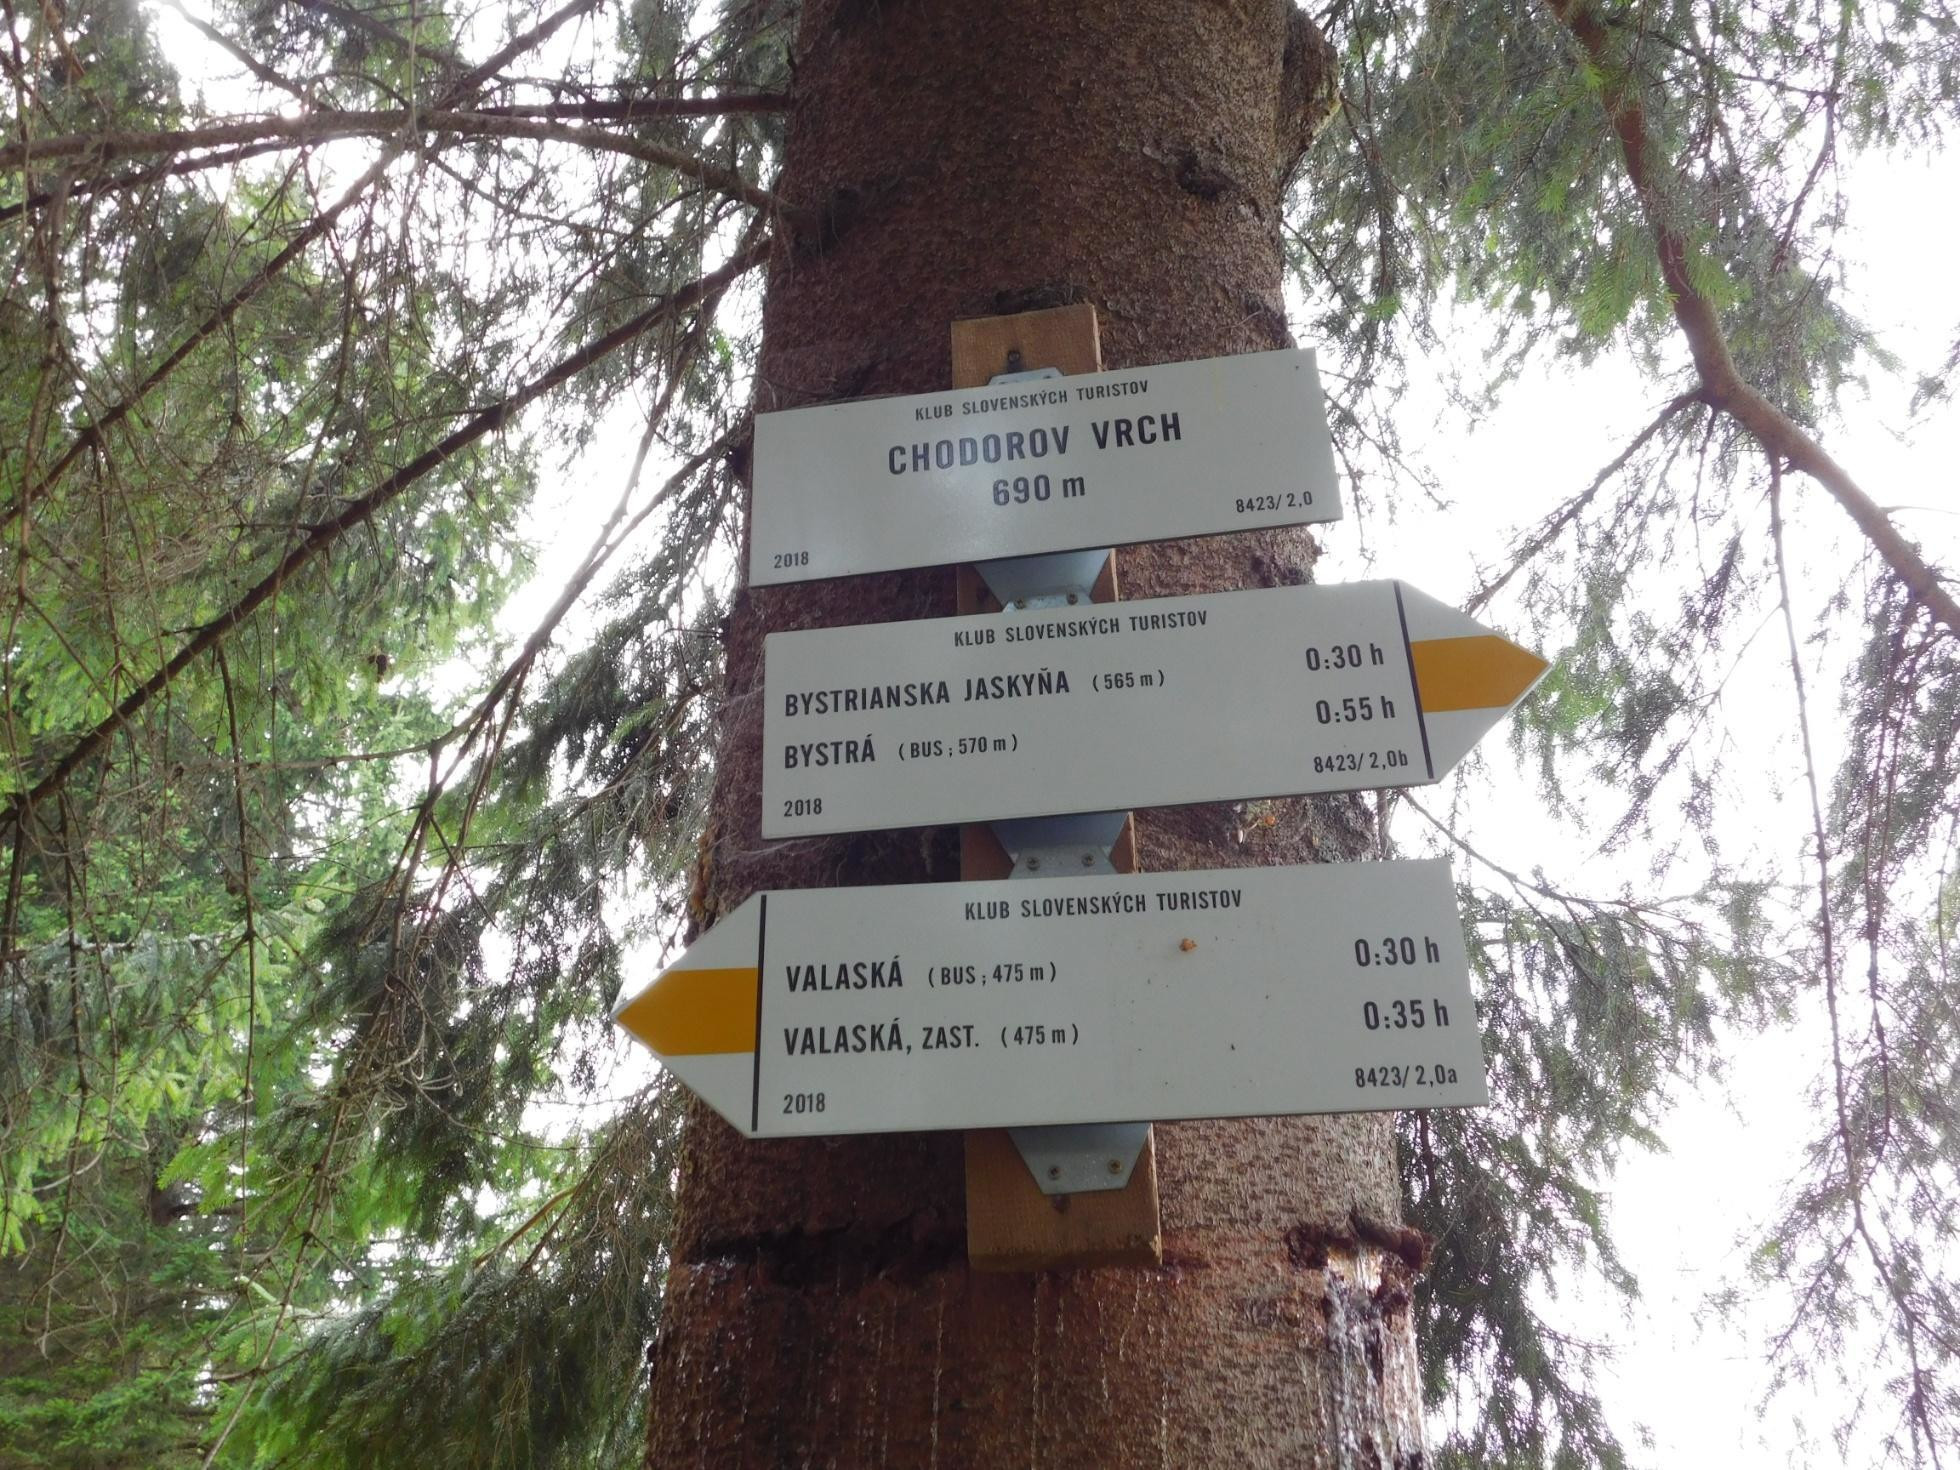 KLUB SLOVENSKÝCH TURISTOV
CHODOROV VRCH
690 m
2018 8423/2,0
KLUB SLOVENSKÝCH TURISTOV
BYSTRIANSKA JASKYŇA (565 m) 0:30 h
BYSTRÁ (BUS; 570 m) 0:55 h
2018 8423/2,0b
KLUB SLOVENSKÝCH TURISTOV
VALASKÁ (BUS; 475 m) 0:30 h
VALASKÁ, ZAST. (475 m) 0:35 h
2018 8423/2,0a